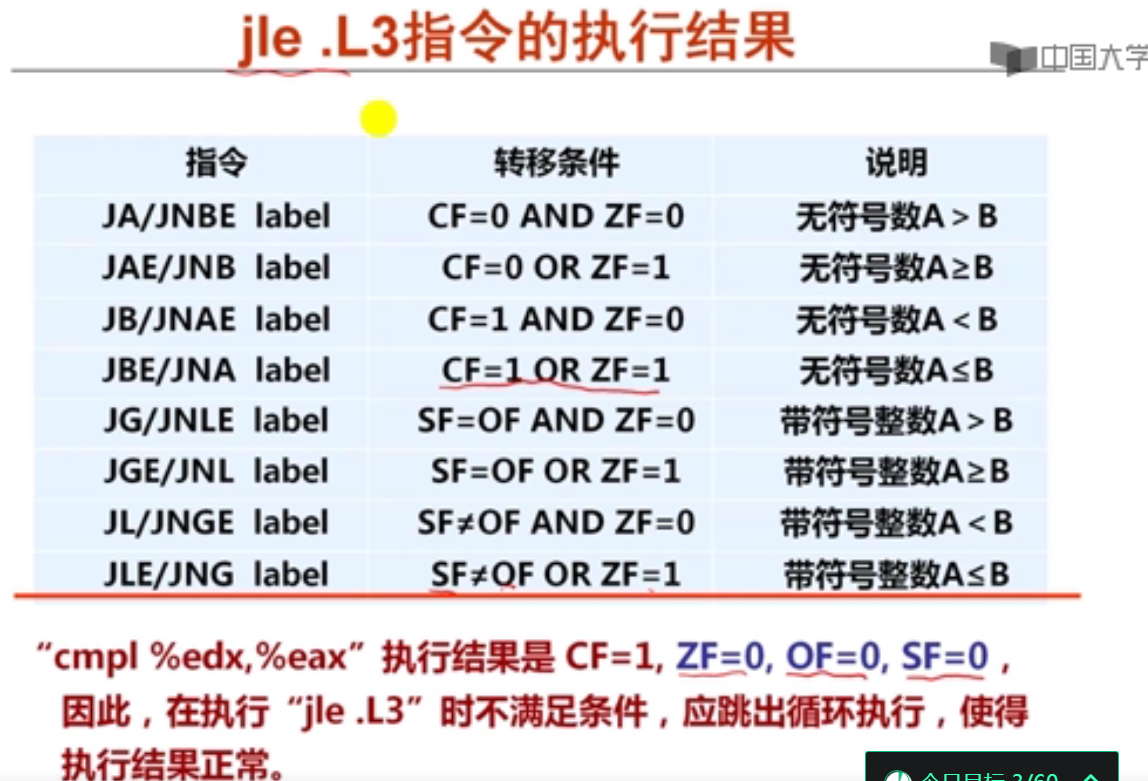 jle .L3指令的执行结果
中国大学
指令 转移条件 说明
JA/JNBE label CF=0 AND ZF=0 无符号数A > B
JAE/JNB label CF=0 OR ZF=1 无符号数A≥B
JB/JNAE label CF=1 AND ZF=0 无符号数A < B
JBE/JNA label CF=1 OR ZF=1 无符号数A≤B
JG/JNLE label SF=OF AND ZF=0 带符号整数A > B
JGE/JNL label SF=OF OR ZF=1 带符号整数A≥B
JL/JNGE label SF≠OF AND ZF=0 带符号整数A < B
JLE/JNG label SF≠OF OR ZF=1 带符号整数A≤B
“cmpl %edx,%eax”执行结果是 CF=1, ZF=0, OF=0, SF=0，
因此，在执行“jle .L3”时不满足条件，应跳出循环执行，使得
执行结果正常。
今日目标 3/60